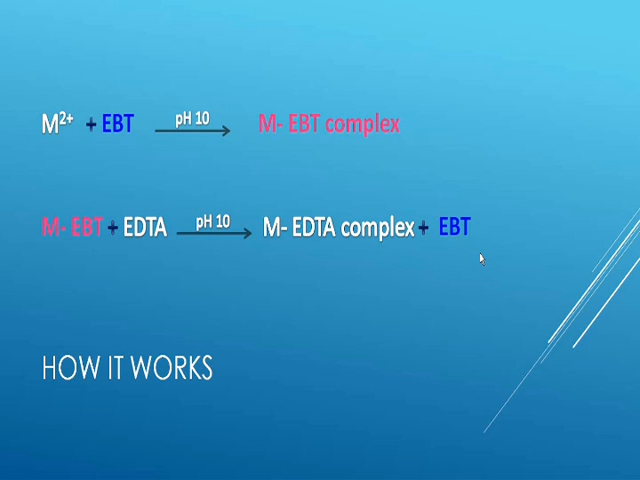 M²⁺ + EBT pH 10 M- EBT complex
M- EBT + EDTA pH 10 M- EDTA complex + EBT
HOW IT WORKS